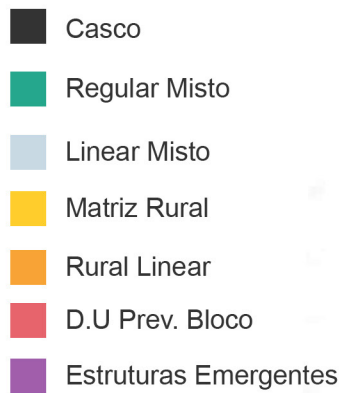 Casco
Regular Misto
Linear Misto
Matriz Rural
Rural Linear
D.U Prev. Bloco
Estruturas Emergentes